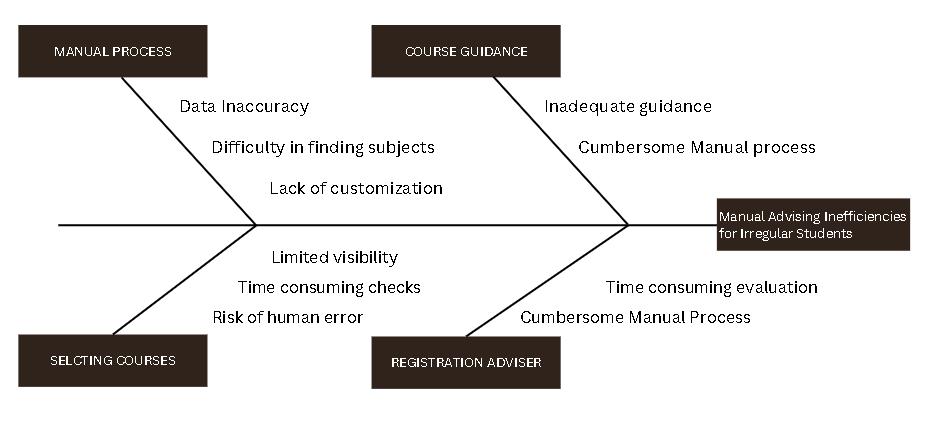 MANUAL PROCESS
COURSE GUIDANCE
Data Inaccuracy
Difficulty in finding subjects
Lack of customization
Inadequate guidance
Cumbersome Manual process
Manual Advising Inefficiencies
for Irregular Students
Limited visibility
Time consuming checks
Risk of human error
Time consuming evaluation
Cumbersome Manual Process
SELCTING COURSES
REGISTRATION ADVISER